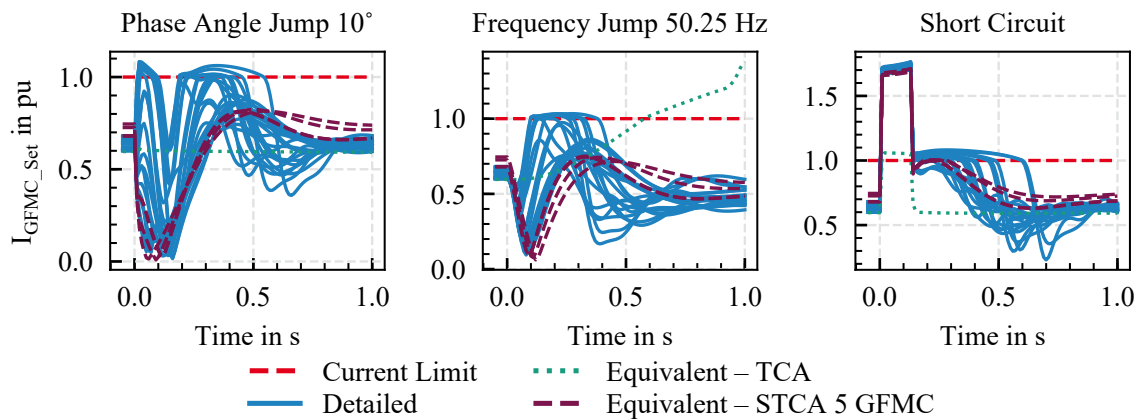 Phase Angle Jump 10°
Frequency Jump 50.25 Hz
Short Circuit
I_GFMC_Set in pu
1.0
0.5
0.0
1.0
0.5
0.0
1.5
1.0
0.5
0.0 0.5 1.0
0.0 0.5 1.0
0.0 0.5 1.0
Time in s
Time in s
Time in s
Current Limit
Detailed
Equivalent – TCA
Equivalent – STCA 5 GFMC